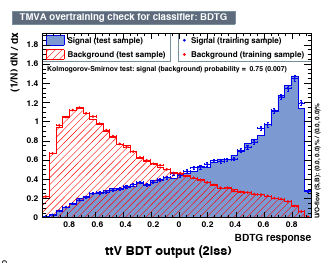 TMVA overtraining check for classifier: BDTG
(1/N) dN / dx
Signal (test sample)
Background (test sample)
Signal (training sample)
Background (training sample)
Kolmogorov-Smirnov test: signal (background) probability = 0.75 (0.007)
1.8
1.6
1.4
1.2
1
0.8
0.6
0.4
0.2
0
0.8 0.6 0.4 0.2 0 0.2 0.4 0.6 0.8
U/O-flow (S,B): (0.0, 0.0)% / (0.0, 0.0)%
BDTG response
ttV BDT output (2lss)